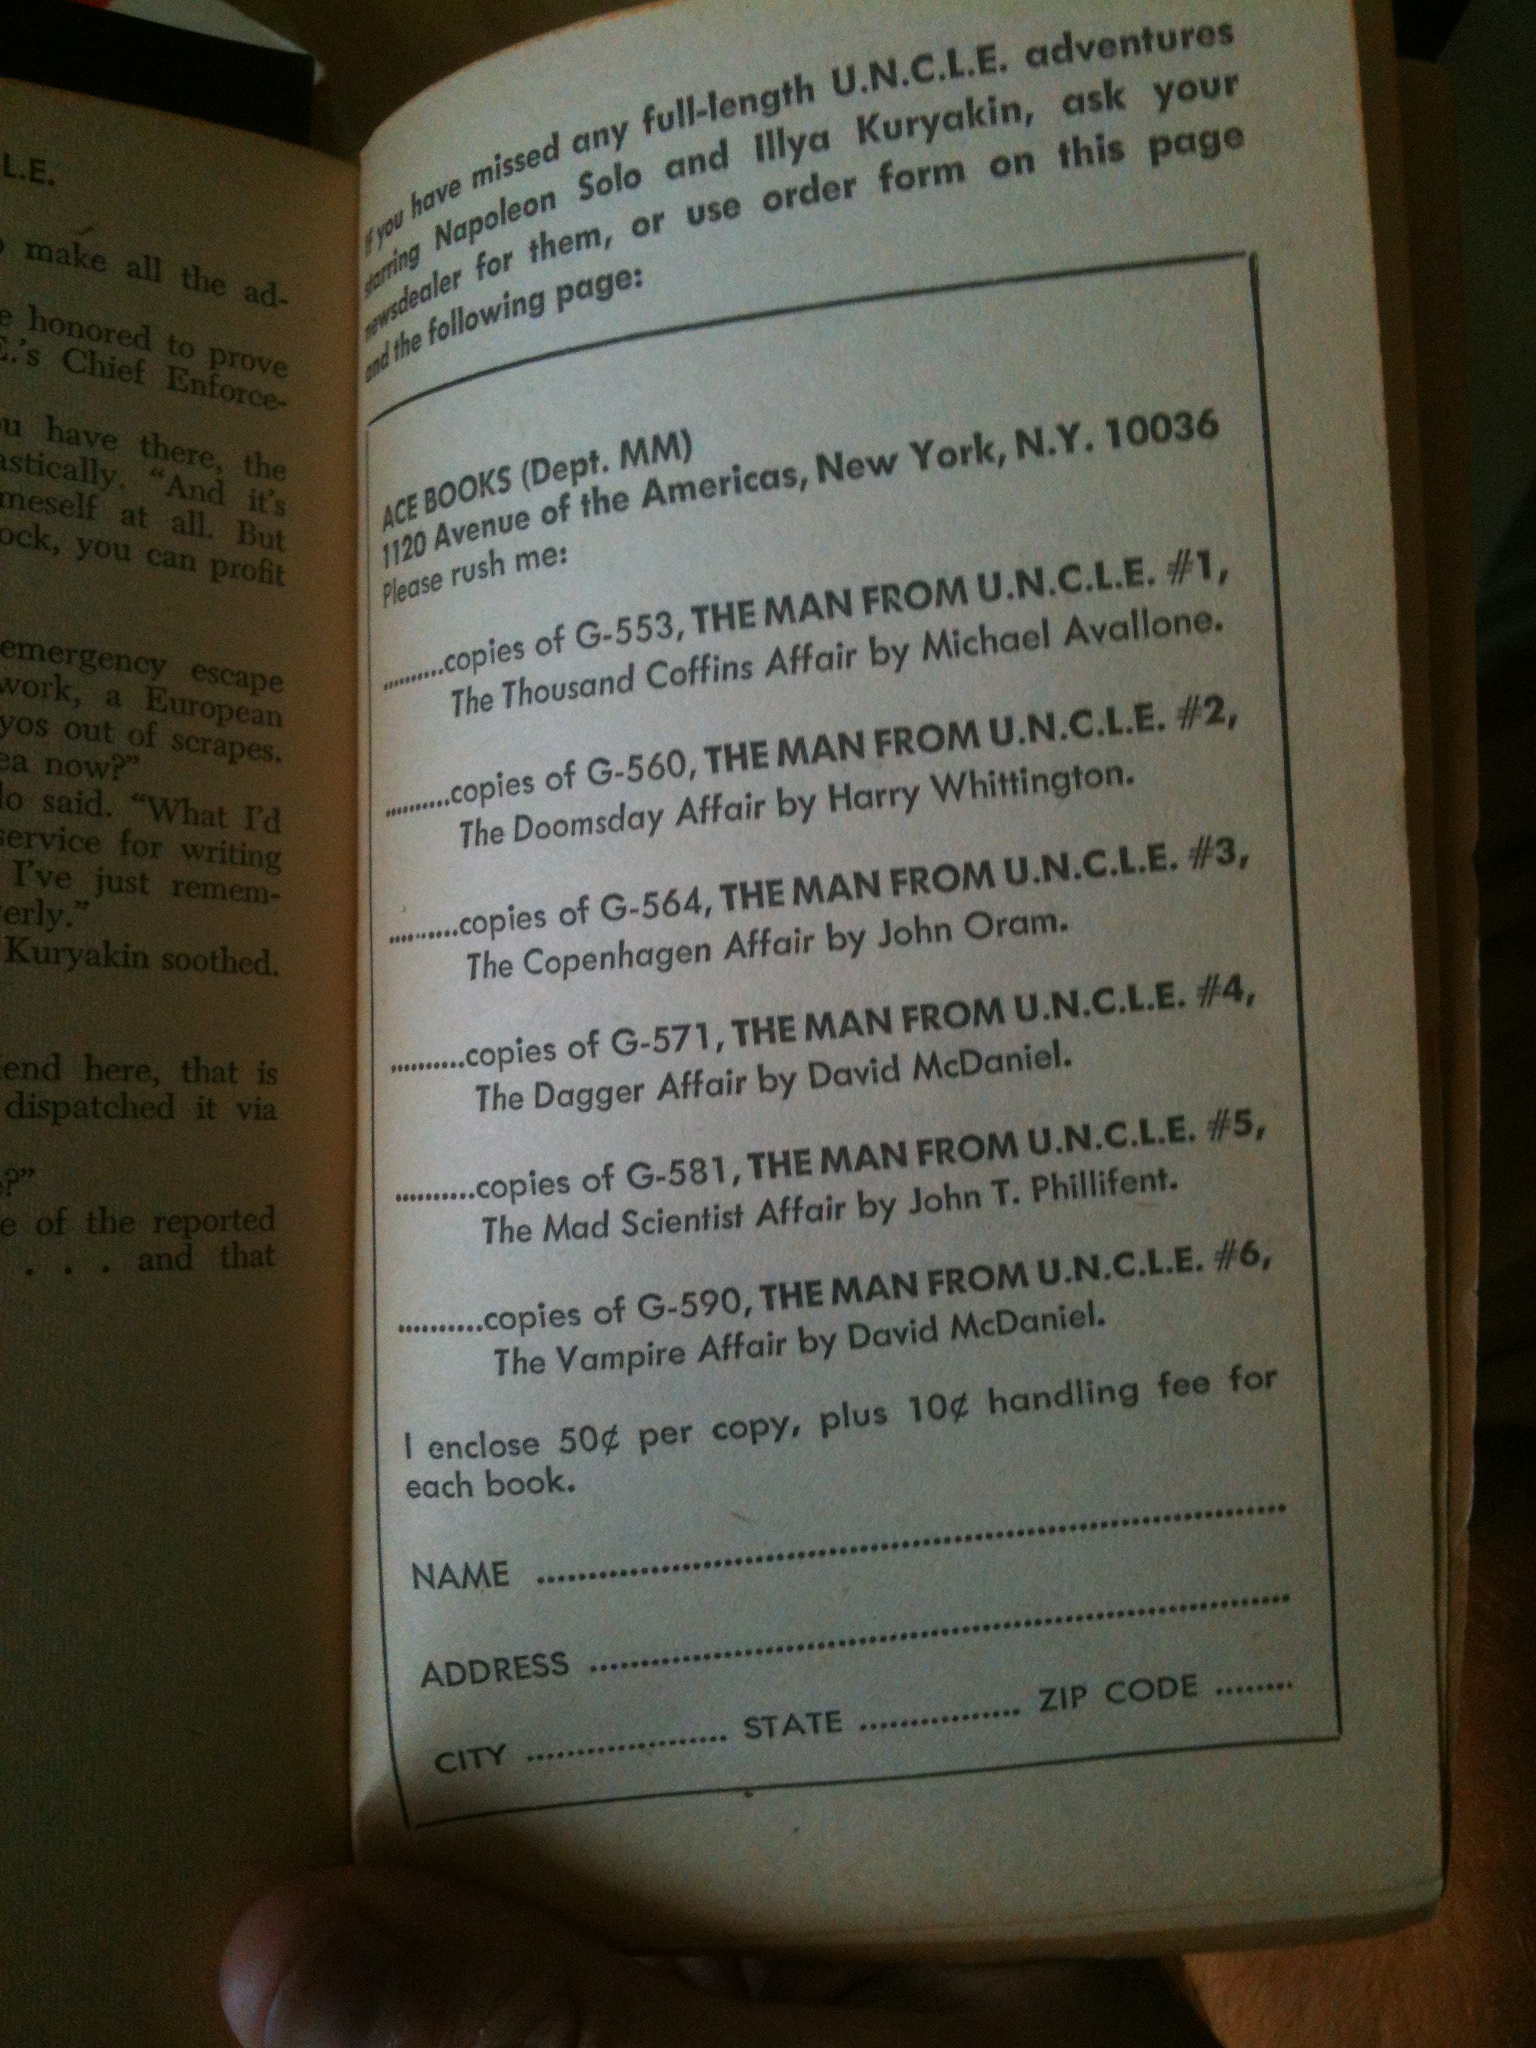 L.E.
make all the ad-
honored to prove
E.'s Chief Enforce-
have there, the
"And it's
meself at all. But
you can profit
emergency escape
work, a European
out of scrapes.
now?"
said. "What I'd
service for writing
I've just remem-
Kuryakin soothed.
here, that is
dispatched it via
of the reported
. . . . and that
If you have missed any full-length U.N.C.L.E. adventures
starring Napoleon Solo and Illya Kuryakin, ask your
newsdealer for them, or use order form on this page
and the following page:
ACE BOOKS (Dept. MM)
1120 Avenue of the Americas, New York, N.Y. 10036
Please rush me:
..........copies of G-553, THE MAN FROM U.N.C.L.E. #1,
The Thousand Coffins Affair by Michael Avallone.
..........copies of G-560, THE MAN FROM U.N.C.L.E. #2,
The Doomsday Affair by Harry Whittington.
..........copies of G-564, THE MAN FROM U.N.C.L.E. #3,
The Copenhagen Affair by John Oram.
..........copies of G-571, THE MAN FROM U.N.C.L.E. #4,
The Dagger Affair by David McDaniel.
..........copies of G-581, THE MAN FROM U.N.C.L.E. #5,
The Mad Scientist Affair by John T. Phillifent.
..........copies of G-590, THE MAN FROM U.N.C.L.E. #6,
The Vampire Affair by David McDaniel.
I enclose 50¢ per copy, plus 10¢ handling fee for
each book.
NAME ..........................................................
ADDRESS ......................................................
CITY .................... STATE ................ ZIP CODE ........